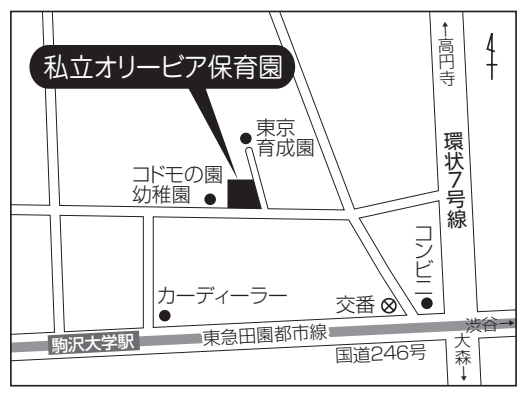 私立オリービア保育園
↑高円寺
東京
育成園
コドモの園
幼稚園
環状7号線
コンビニ
カーディーラー
交番
渋谷→
東急田園都市線
駒沢大学駅
国道246号
大森→